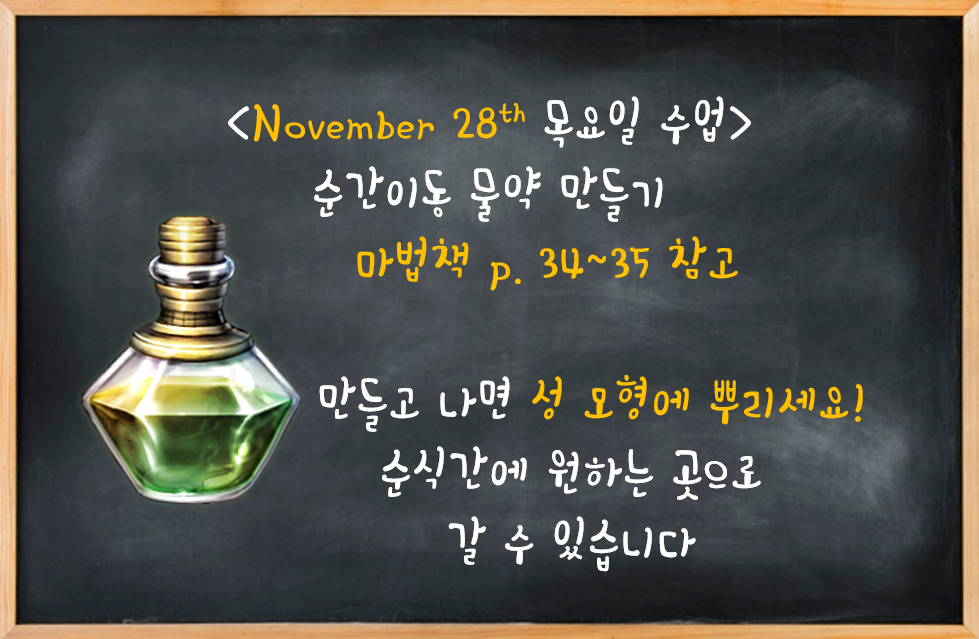 <November 28th 목요일 수업>
순간이동 물약 만들기
마법책 p. 34~35 참고
만들고 나면 성 모형에 뿌리세요!
순식간에 원하는 곳으로
갈 수 있습니다